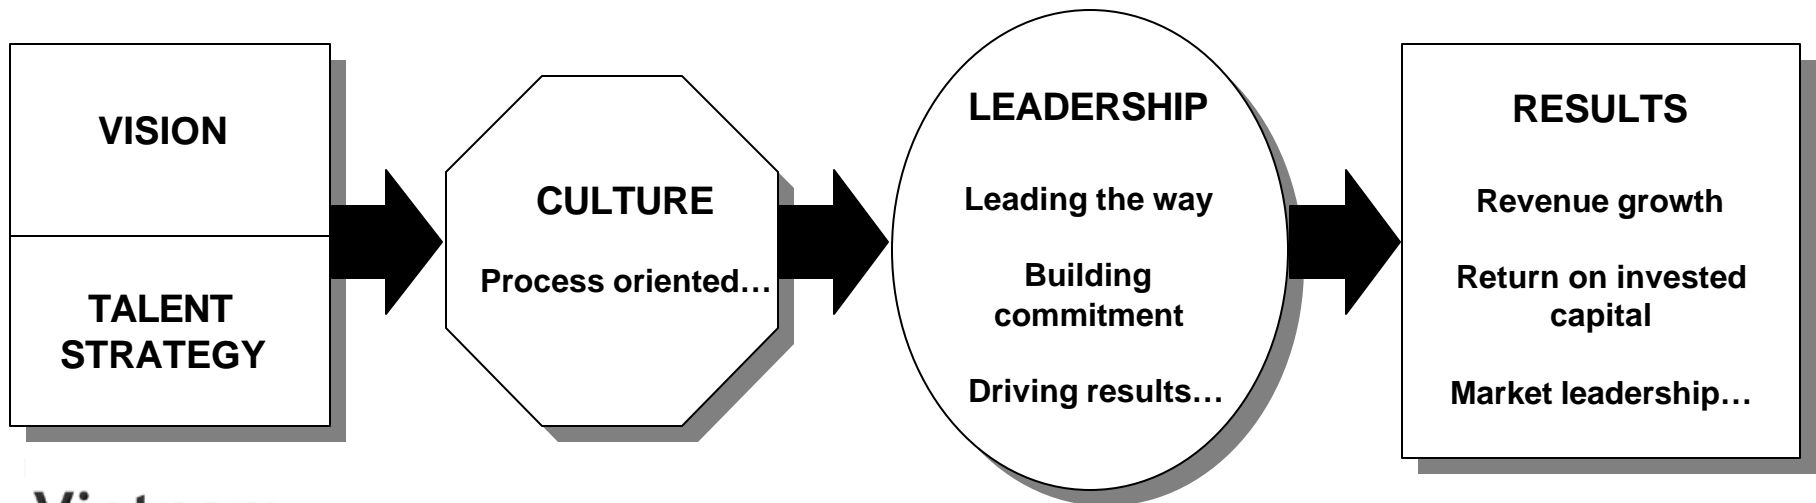 VISION
TALENT
STRATEGY
CULTURE
Process oriented…
LEADERSHIP
Leading the way
Building
commitment
Driving results…
RESULTS
Revenue growth
Return on invested
capital
Market leadership…